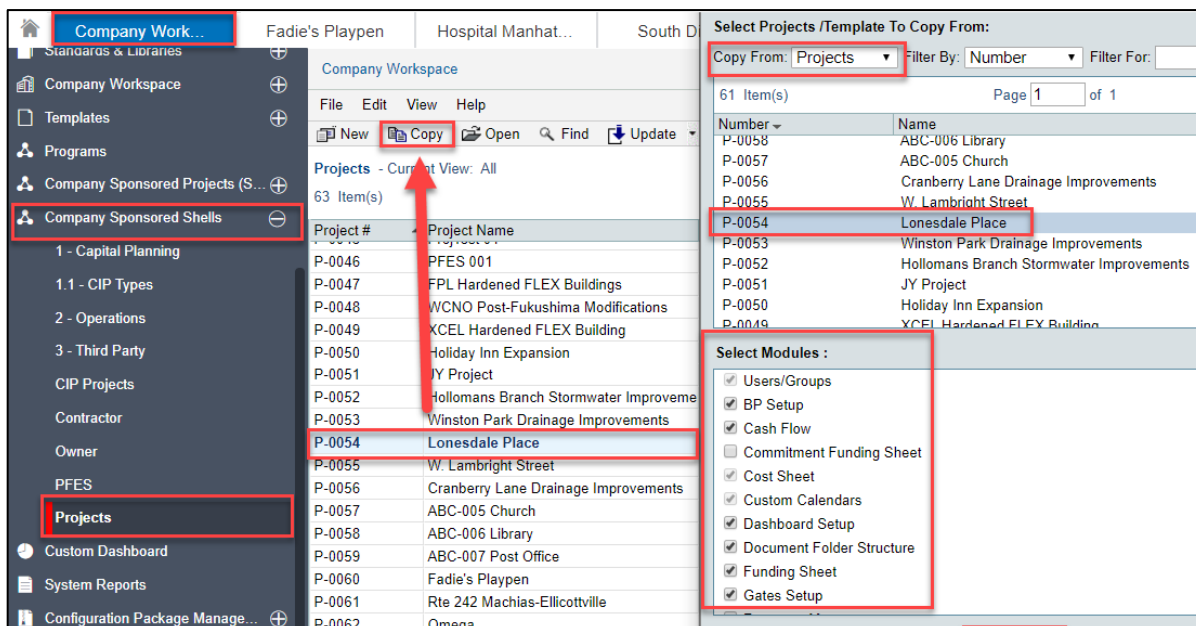 Company Work...
Fadie's Playpen
Hospital Manhat...
South D
Standards & Libraries
Company Workspace
Templates
Programs
Company Sponsored Projects (S...
Company Sponsored Shells
1 - Capital Planning
1.1 - CIP Types
2 - Operations
3 - Third Party
CIP Projects
Contractor
Owner
PFES
Projects
Custom Dashboard
System Reports
Configuration Package Manage...
Company Workspace
File Edit View Help
New Copy Open Find Update
Projects - Current View: All
63 Item(s)
Project # Project Name
P-0046 PFES 001
P-0047 FPL Hardened FLEX Buildings
P-0048 WCNO Post-Fukushima Modifications
P-0049 XCEL Hardened FLEX Building
P-0050 Holiday Inn Expansion
P-0051 JY Project
P-0052 Hollomans Branch Stormwater Improveme
P-0053 Winston Park Drainage Improvements
P-0054 Lonesdale Place
P-0055 W. Lambright Street
P-0056 Cranberry Lane Drainage Improvements
P-0057 ABC-005 Church
P-0058 ABC-006 Library
P-0059 ABC-007 Post Office
P-0060 Fadie's Playpen
P-0061 Rte 242 Machias-Ellicottville
P-0062 Omega
Select Projects /Template To Copy From:
Copy From: Projects Filter By: Number Filter For:
61 Item(s) Page 1 of 1
Number Name
P-0058 ABC-006 Library
P-0057 ABC-005 Church
P-0056 Cranberry Lane Drainage Improvements
P-0055 W. Lambright Street
P-0054 Lonesdale Place
P-0053 Winston Park Drainage Improvements
P-0052 Hollomans Branch Stormwater Improvements
P-0051 JY Project
P-0050 Holiday Inn Expansion
P-0049 XCEL Hardened FLEX Building
Select Modules :
Users/Groups
BP Setup
Cash Flow
Commitment Funding Sheet
Cost Sheet
Custom Calendars
Dashboard Setup
Document Folder Structure
Funding Sheet
Gates Setup